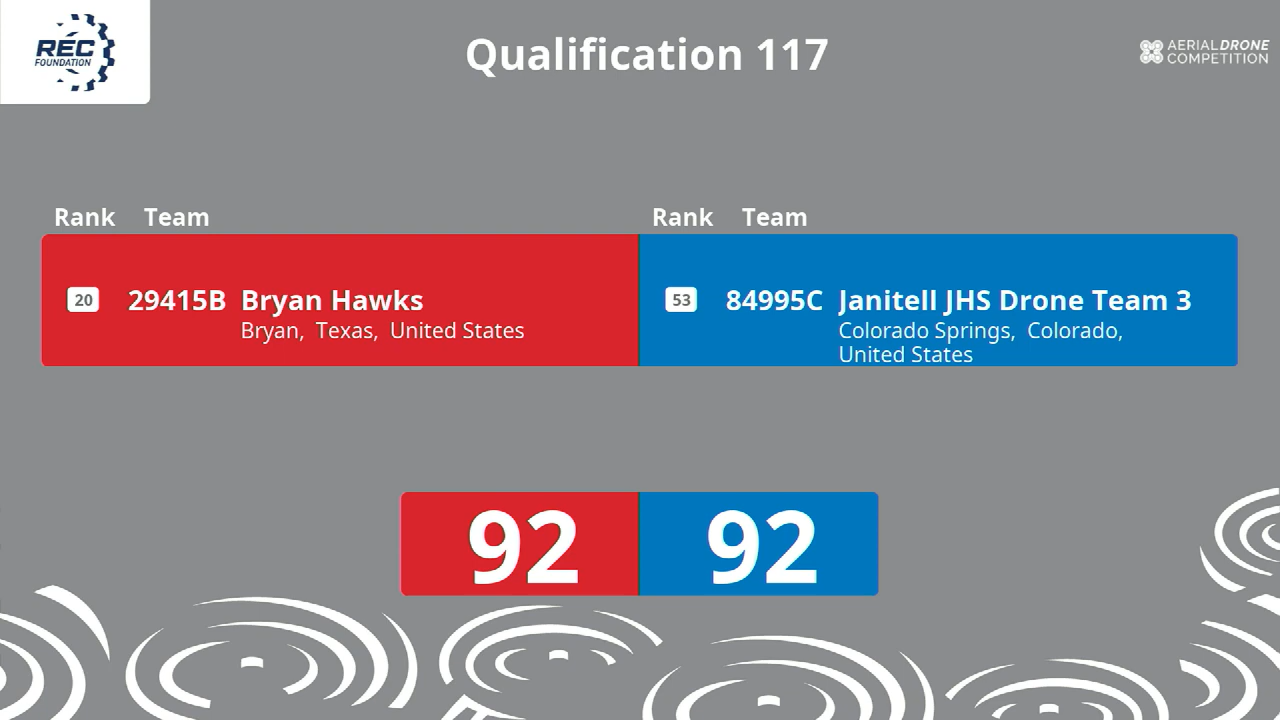 REC
FOUNDATION
Qualification 117
AERIALDRONE
COMPETITION
Rank Team
Rank Team
20 29415B Bryan Hawks
Bryan, Texas, United States
53 84995C Janitell JHS Drone Team 3
Colorado Springs, Colorado,
United States
92 92